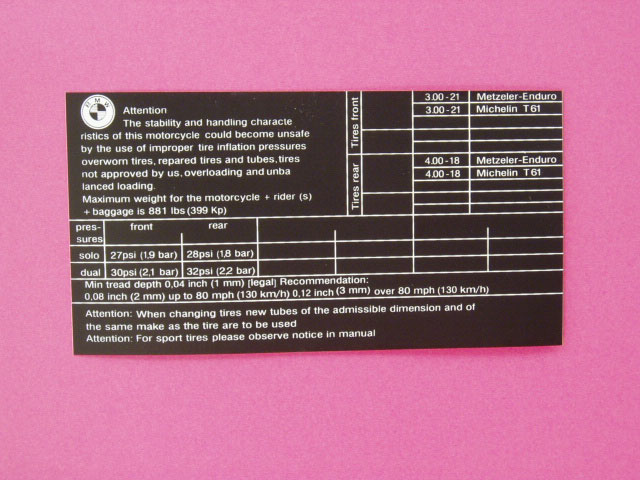 BMW
Attention
The stability and handling characte
ristics of this motorcycle could become unsafe
by the use of improper tire inflation pressures
overworn tires, repared tires and tubes, tires
not approved by us, overloading and unba
lanced loading.
Maximum weight for the motorcycle + rider (s)
+ baggage is 881 lbs (399 Kp)
Tires front
3.00-21 Metzeler-Enduro
3.00-21 Michelin T61
Tires rear
4.00-18 Metzeler-Enduro
4.00-18 Michelin T61
pres- front rear
sures
solo 27psi (1,9 bar) 28psi (1,8 bar)
dual 30psi (2,1 bar) 32psi (2,2 bar)
Min tread depth 0,04 inch (1 mm) [legal] Recommendation:
0,08 inch (2 mm) up to 80 mph (130 km/h) 0,12 inch (3 mm) over 80 mph (130 km/h)
Attention: When changing tires new tubes of the admissible dimension and of
the same make as the tire are to be used
Attention: For sport tires please observe notice in manual